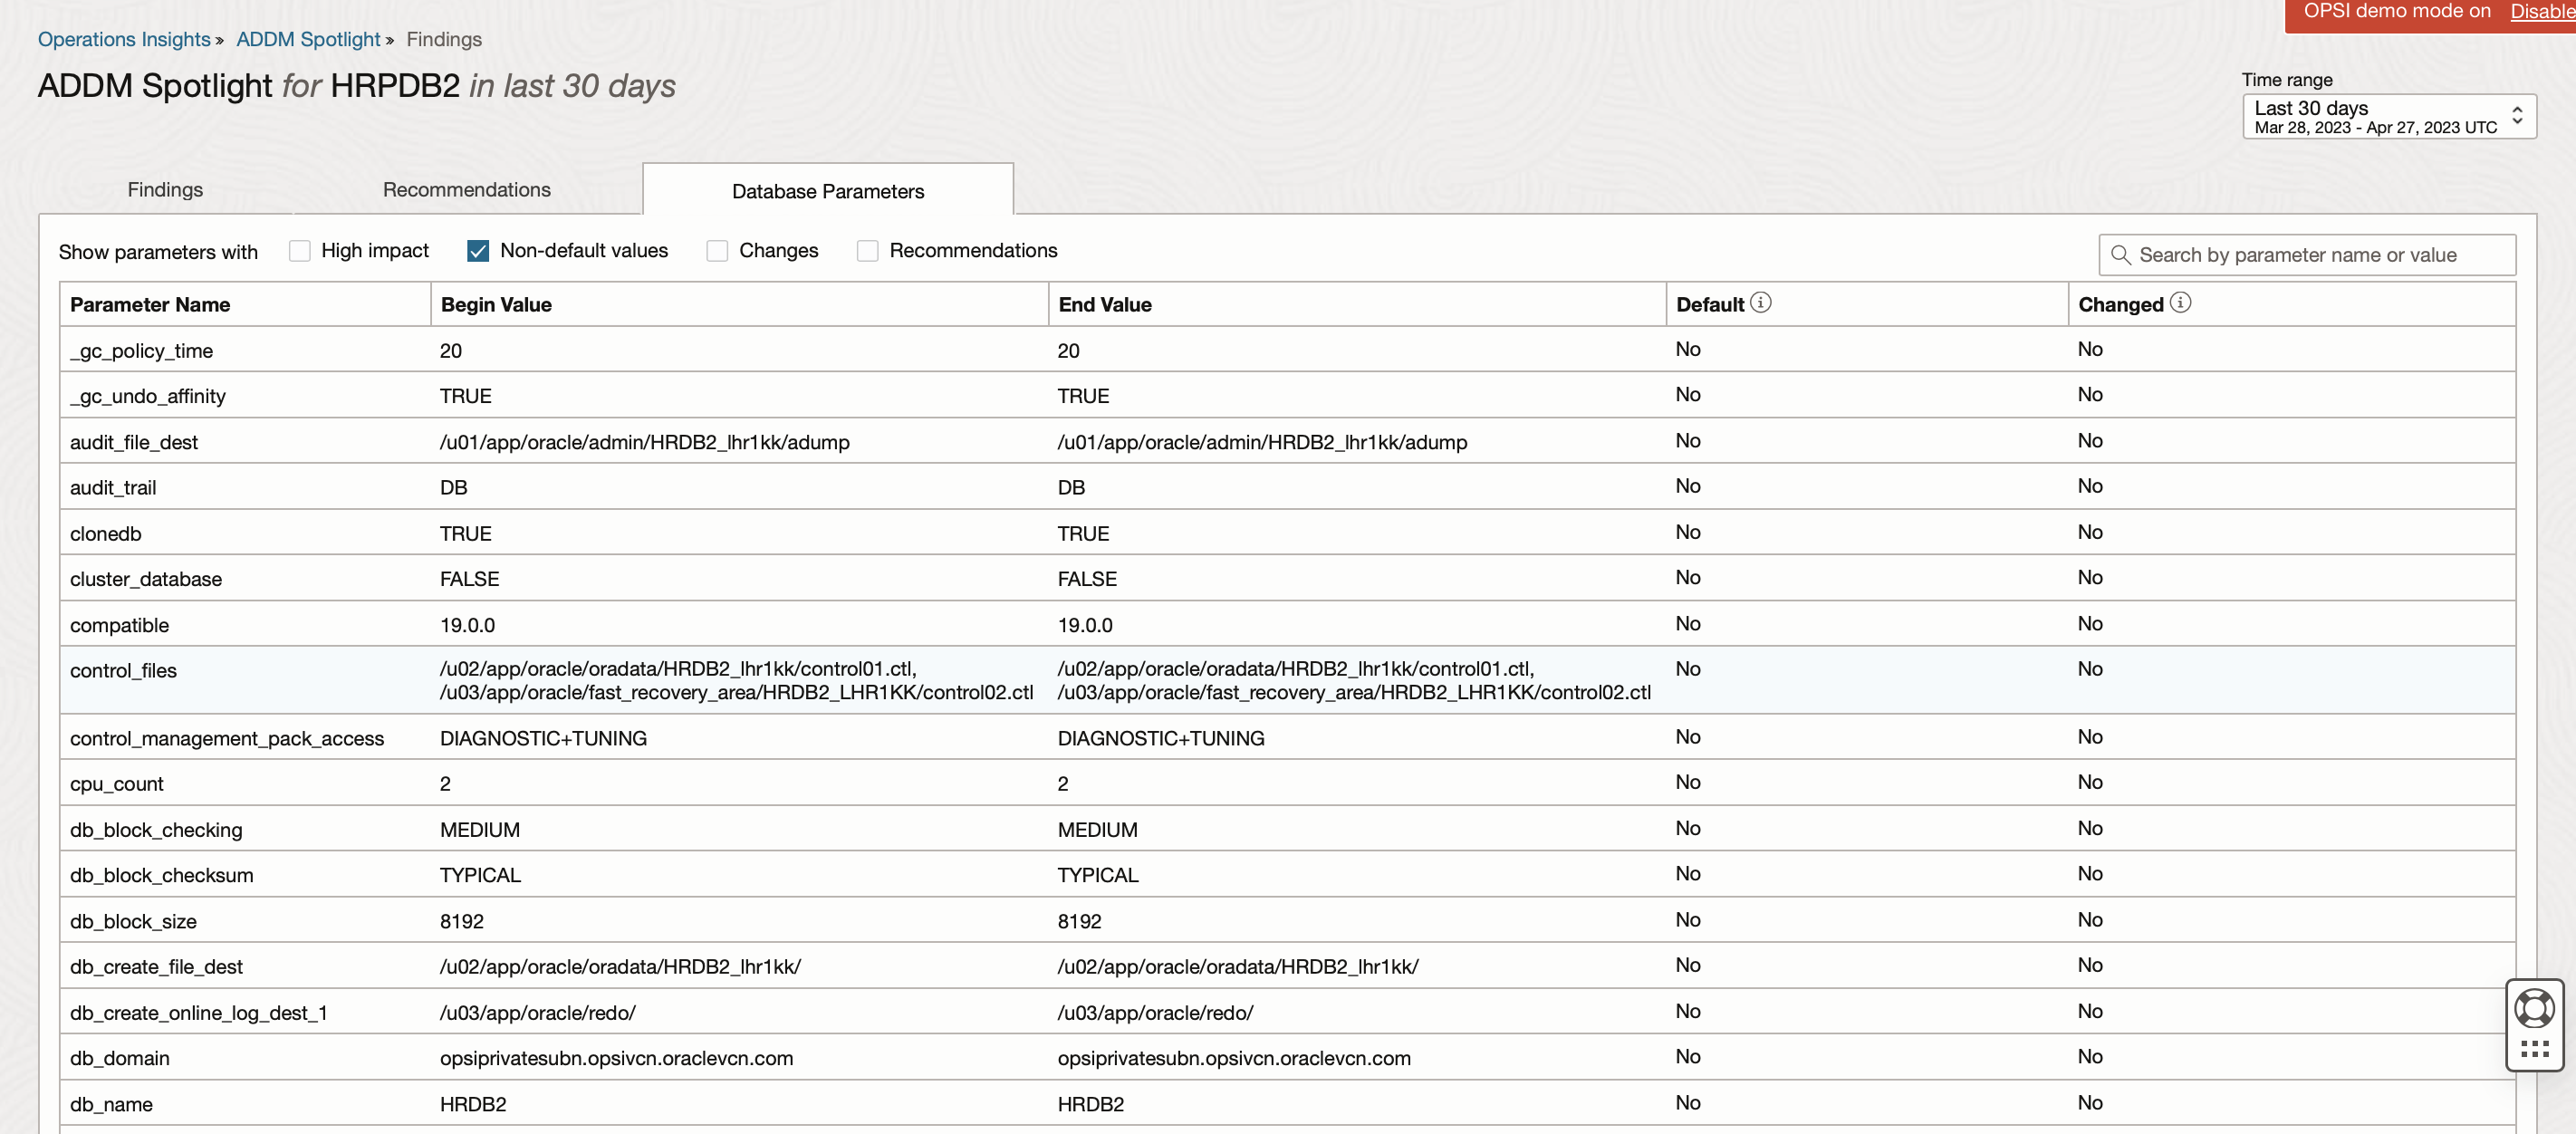 OPSI demo mode on Disable
Operations Insights » ADDM Spotlight » Findings
ADDM Spotlight for HRPDB2 in last 30 days
Time range
Last 30 days
Mar 28, 2023 - Apr 27, 2023 UTC
Findings Recommendations Database Parameters
Show parameters with High impact Non-default values Changes Recommendations Search by parameter name or value
Parameter Name Begin Value End Value Default Changed
_gc_policy_time 20 20 No No
_gc_undo_affinity TRUE TRUE No No
audit_file_dest /u01/app/oracle/admin/HRDB2_lhr1kk/adump /u01/app/oracle/admin/HRDB2_lhr1kk/adump No No
audit_trail DB DB No No
clonedb TRUE TRUE No No
cluster_database FALSE FALSE No No
compatible 19.0.0 19.0.0 No No
control_files /u02/app/oracle/oradata/HRDB2_lhr1kk/control01.ctl, /u02/app/oracle/oradata/HRDB2_lhr1kk/control01.ctl, No No
/u03/app/oracle/fast_recovery_area/HRDB2_LHR1KK/control02.ctl /u03/app/oracle/fast_recovery_area/HRDB2_LHR1KK/control02.ctl
control_management_pack_access DIAGNOSTIC+TUNING DIAGNOSTIC+TUNING No No
cpu_count 2 2 No No
db_block_checking MEDIUM MEDIUM No No
db_block_checksum TYPICAL TYPICAL No No
db_block_size 8192 8192 No No
db_create_file_dest /u02/app/oracle/oradata/HRDB2_lhr1kk/ /u02/app/oracle/oradata/HRDB2_lhr1kk/ No No
db_create_online_log_dest_1 /u03/app/oracle/redo/ /u03/app/oracle/redo/ No No
db_domain opsiprivatesubn.opsivcn.oraclevcn.com opsiprivatesubn.opsivcn.oraclevcn.com No No
db_name HRDB2 HRDB2 No No